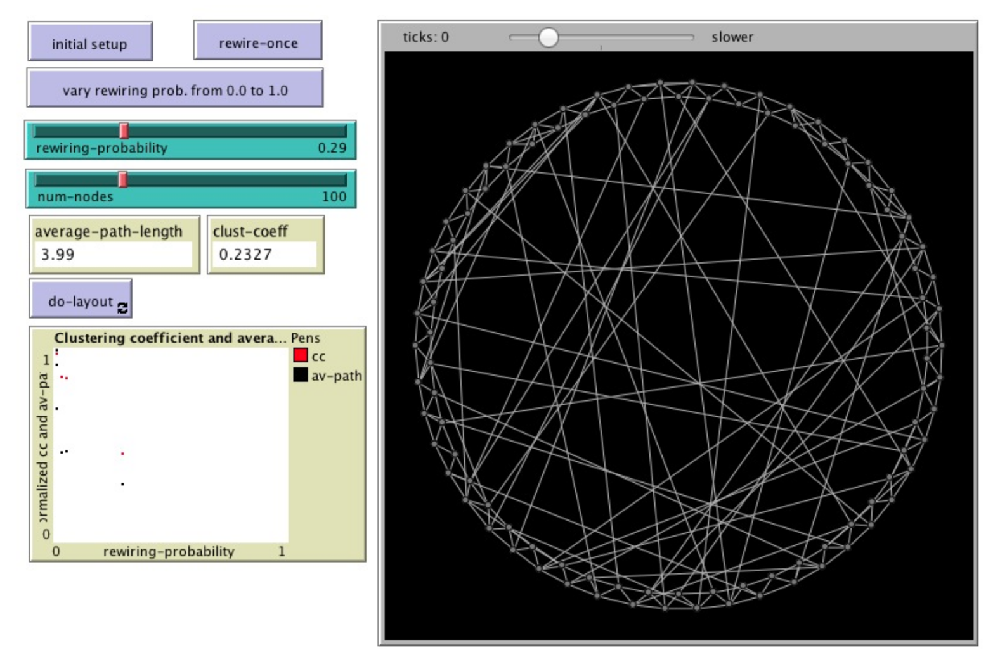 initial setup
rewire-once
vary rewiring prob. from 0.0 to 1.0
rewiring-probability 0.29
num-nodes 100
average-path-length
3.99
clust-coeff
0.2327
do-layout
Clustering coefficient and avera... Pens
cc
av-path
1
0
ormalized cc and av-pa
0 rewiring-probability 1
ticks: 0 slower